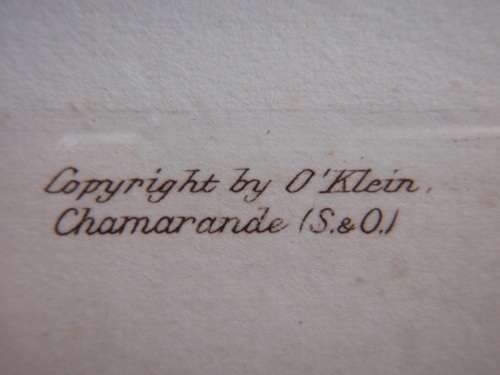 Copyright by O'Klein,
Chamarande (S.&O.)